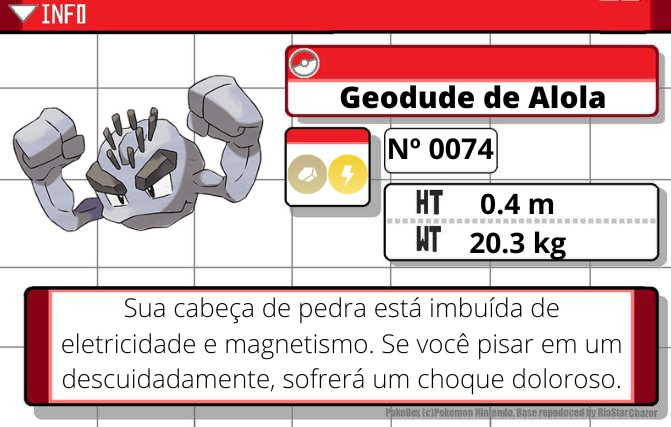 INFO
Geodude de Alola
Nº 0074
HT 0.4 m
WT 20.3 kg
Sua cabeça de pedra está imbuída de
eletricidade e magnetismo. Se você pisar em um
descuidadamente, sofrerá um choque doloroso.
PokeDex (c)Pokemon Nintendo. Base reproduced by RiaStarChazer